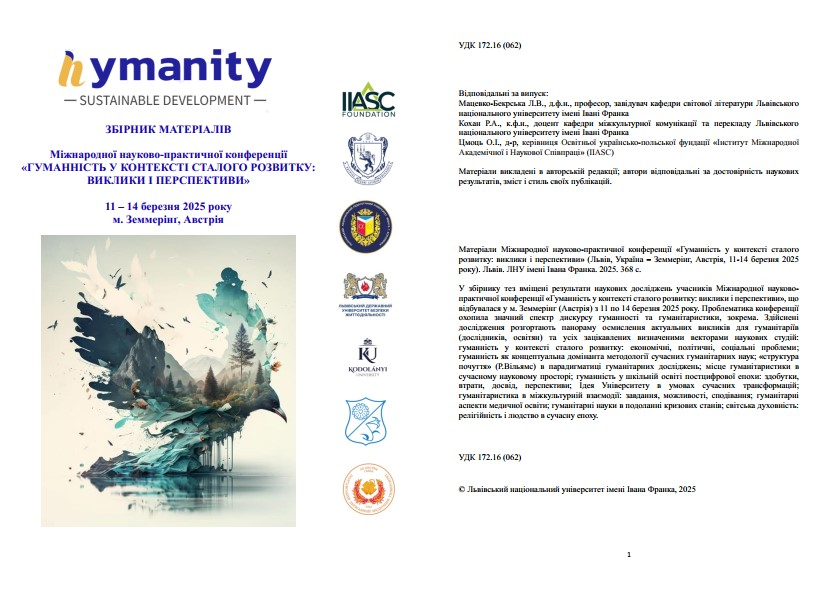 hymanity
— SUSTAINABLE DEVELOPMENT —
ЗБІРНИК МАТЕРІАЛІВ
Міжнародної науково-практичної конференції
«ГУМАННІСТЬ У КОНТЕКСТІ СТАЛОГО РОЗВИТКУ:
ВИКЛИКИ І ПЕРСПЕКТИВИ»
11 – 14 березня 2025 року
м. Земмерінг, Австрія
IIASC
FOUNDATION
ЛЬВІВСЬКИЙ ДЕРЖАВНИЙ
УНІВЕРСИТЕТ БЕЗПЕКИ
ЖИТТЄДІЯЛЬНОСТІ
KU
KODOLÁNYI
UNIVERSITY
УДК 172.16 (062)
Відповідальні за випуск:
Мацевко-Бекерська Л.В., д.ф.н., професор, завідувач кафедри світової літератури Львівського
національного університету імені Івана Франка
Кохан Р.А., к.ф.н., доцент кафедри міжкультурної комунікації та перекладу Львівського
національного університету імені Івана Франка
Цмоць О.І., д-р, керівниця Освітньої українсько-польської фундації «Інститут Міжнародної
Академічної і Наукової Співпраці» (IIASC)
Матеріали викладені в авторській редакції; автори відповідальні за достовірність наукових
результатів, зміст і стиль своїх публікацій.
Матеріали Міжнародної науково-практичної конференції «Гуманність у контексті сталого
розвитку: виклики і перспективи» (Львів, Україна – Земмерінг, Австрія, 11-14 березня 2025
року). Львів. ЛНУ імені Івана Франка. 2025. 368 с.
У збірнику тез вміщені результати наукових досліджень учасників Міжнародної науково-
практичної конференції «Гуманність у контексті сталого розвитку: виклики і перспективи», що
відбувалася у м. Земмерінг (Австрія) з 11 по 14 березня 2025 року. Проблематика конференції
охопила значний спектр дискурсу гуманності та гуманітаристики, зокрема. Здійснені
дослідження розгортають панораму осмислення актуальних викликів для гуманітаріїв
(дослідників, освітян) та усіх зацікавлених визначеними векторами наукових студій:
гуманність у контексті сталого розвитку: економічні, політичні, соціальні проблеми;
гуманність як концептуальна домінанта методології сучасних гуманітарних наук; «структура
почуття» (Р.Вільямс) в парадигматиці гуманітарних досліджень; місце гуманітаристики в
сучасному науковому просторі; гуманність у шкільній освіті постцифрової епохи: здобутки,
втрати, досвід, перспективи; Ідея Університету в умовах сучасних трансформацій;
гуманітаристика в міжкультурній взаємодії: завдання, можливості, сподівання; гуманітарні
аспекти медичної освіти; гуманітарні науки в подоланні кризових станів; світська духовність:
релігійність і людство в сучасну епоху.
УДК 172.16 (062)
© Львівський національний університет імені Івана Франка, 2025
1